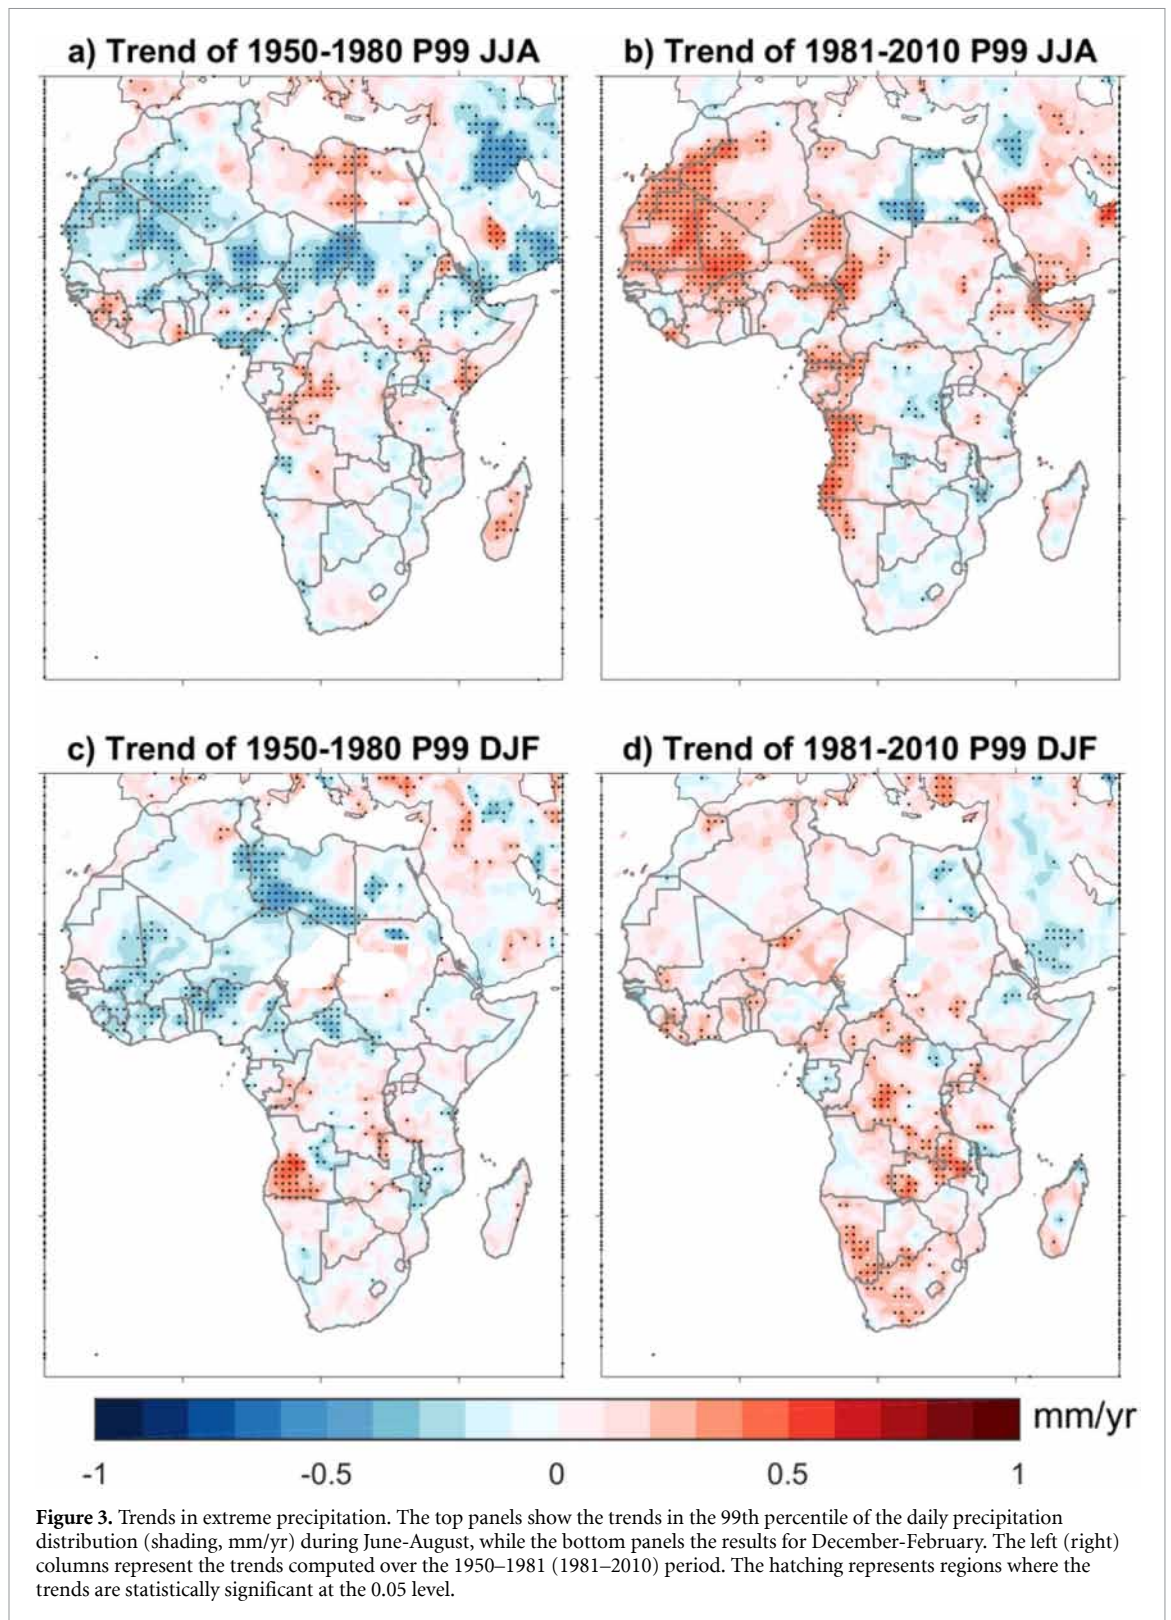 a) Trend of 1950-1980 P99 JJA
b) Trend of 1981-2010 P99 JJA
c) Trend of 1950-1980 P99 DJF
d) Trend of 1981-2010 P99 DJF
mm/yr
-1 -0.5 0 0.5 1
Figure 3. Trends in extreme precipitation. The top panels show the trends in the 99th percentile of the daily precipitation
distribution (shading, mm/yr) during June-August, while the bottom panels the results for December-February. The left (right)
columns represent the trends computed over the 1950–1981 (1981–2010) period. The hatching represents regions where the
trends are statistically significant at the 0.05 level.